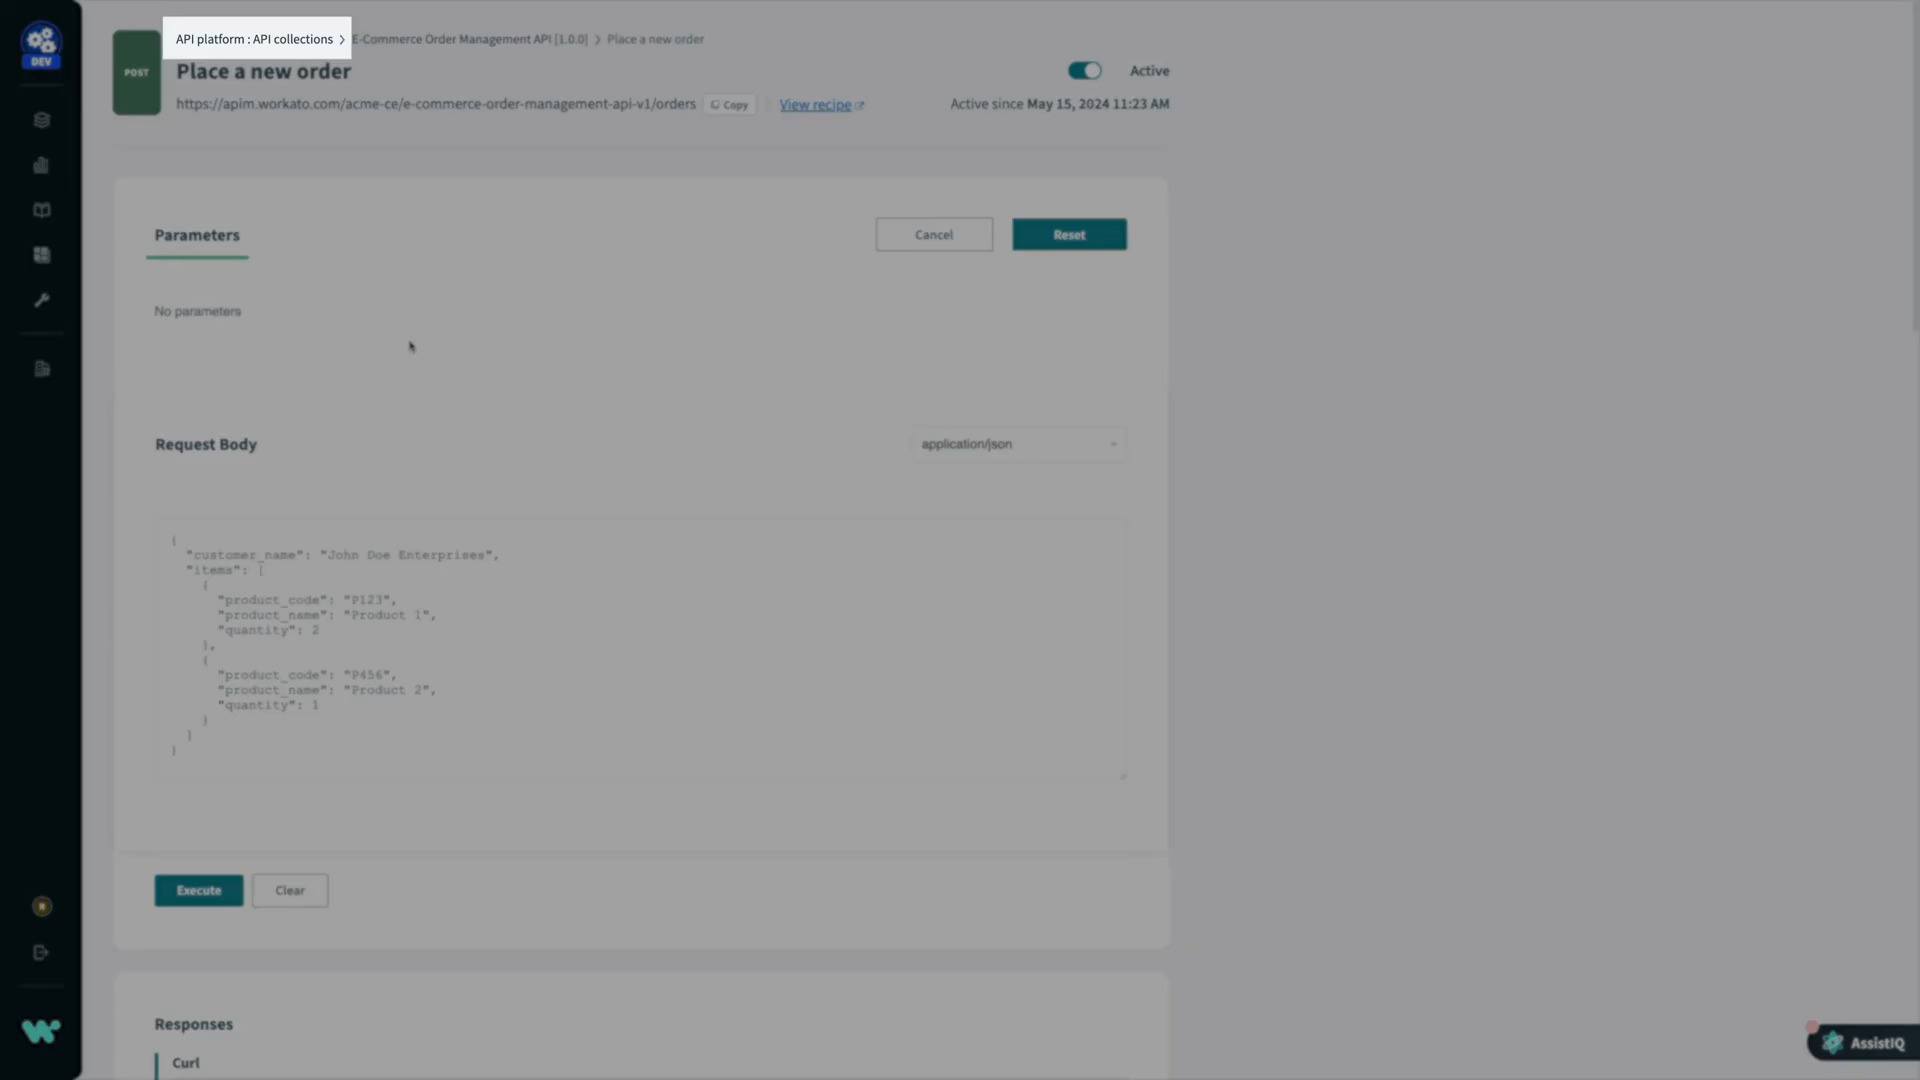 DEV
API platform : API collections > E-Commerce Order Management API [1.0.0] > Place a new order
POST
Place a new order
Active
https://apim.workato.com/acme-ce/e-commerce-order-management-api-v1/orders
Copy
View recipe
Active since May 15, 2024 11:23 AM
Parameters
Cancel
Reset
No parameters
Request Body
application/json
{
"customer_name": "John Doe Enterprises",
"items": [
{
"product_code": "P123",
"product_name": "Product 1",
"quantity": 2
},
{
"product_code": "P456",
"product_name": "Product 2",
"quantity": 1
}
]
}
Execute
Clear
Responses
Curl
AssistIQ